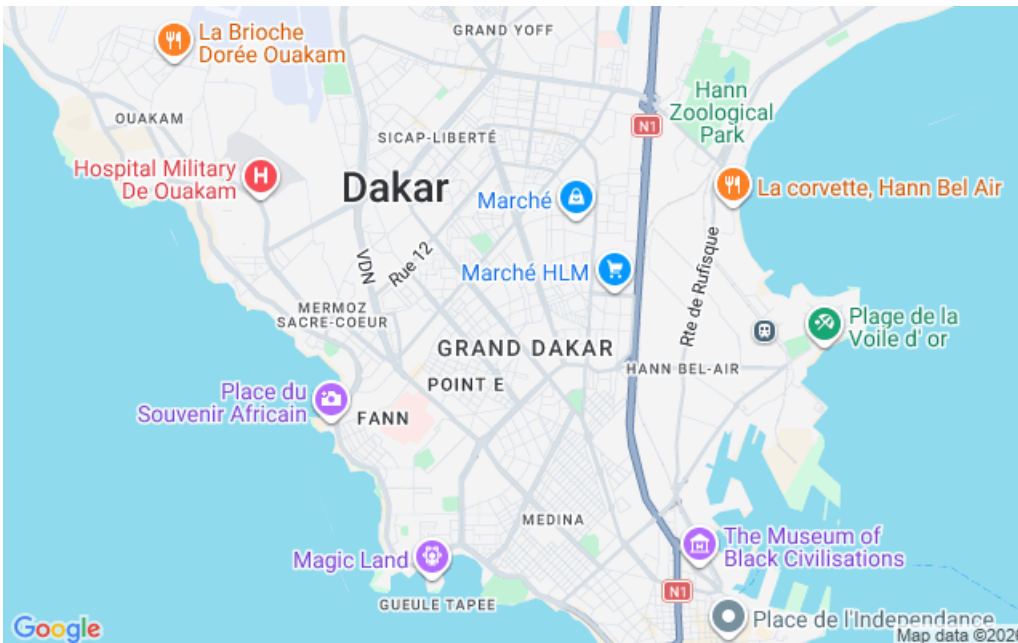 La Brioche
Dorée Ouakam
GRAND YOFF
Hann
Zoological
Park
OUAKAM
N1
SICAP-LIBERTÉ
Hospital Military
De Ouakam
Dakar
Marché
La corvette, Hann Bel Air
VDN
Rue 12
Marché HLM
Rte de Rufisque
MERMOZ
SACRE-COEUR
Plage de la
Voile d' or
GRAND DAKAR
HANN BEL-AIR
POINT E
Place du
Souvenir Africain
FANN
MEDINA
The Museum of
Black Civilisations
Magic Land
N1
GUEULE TAPEE
Place de l'Independance
Google
Map data ©202